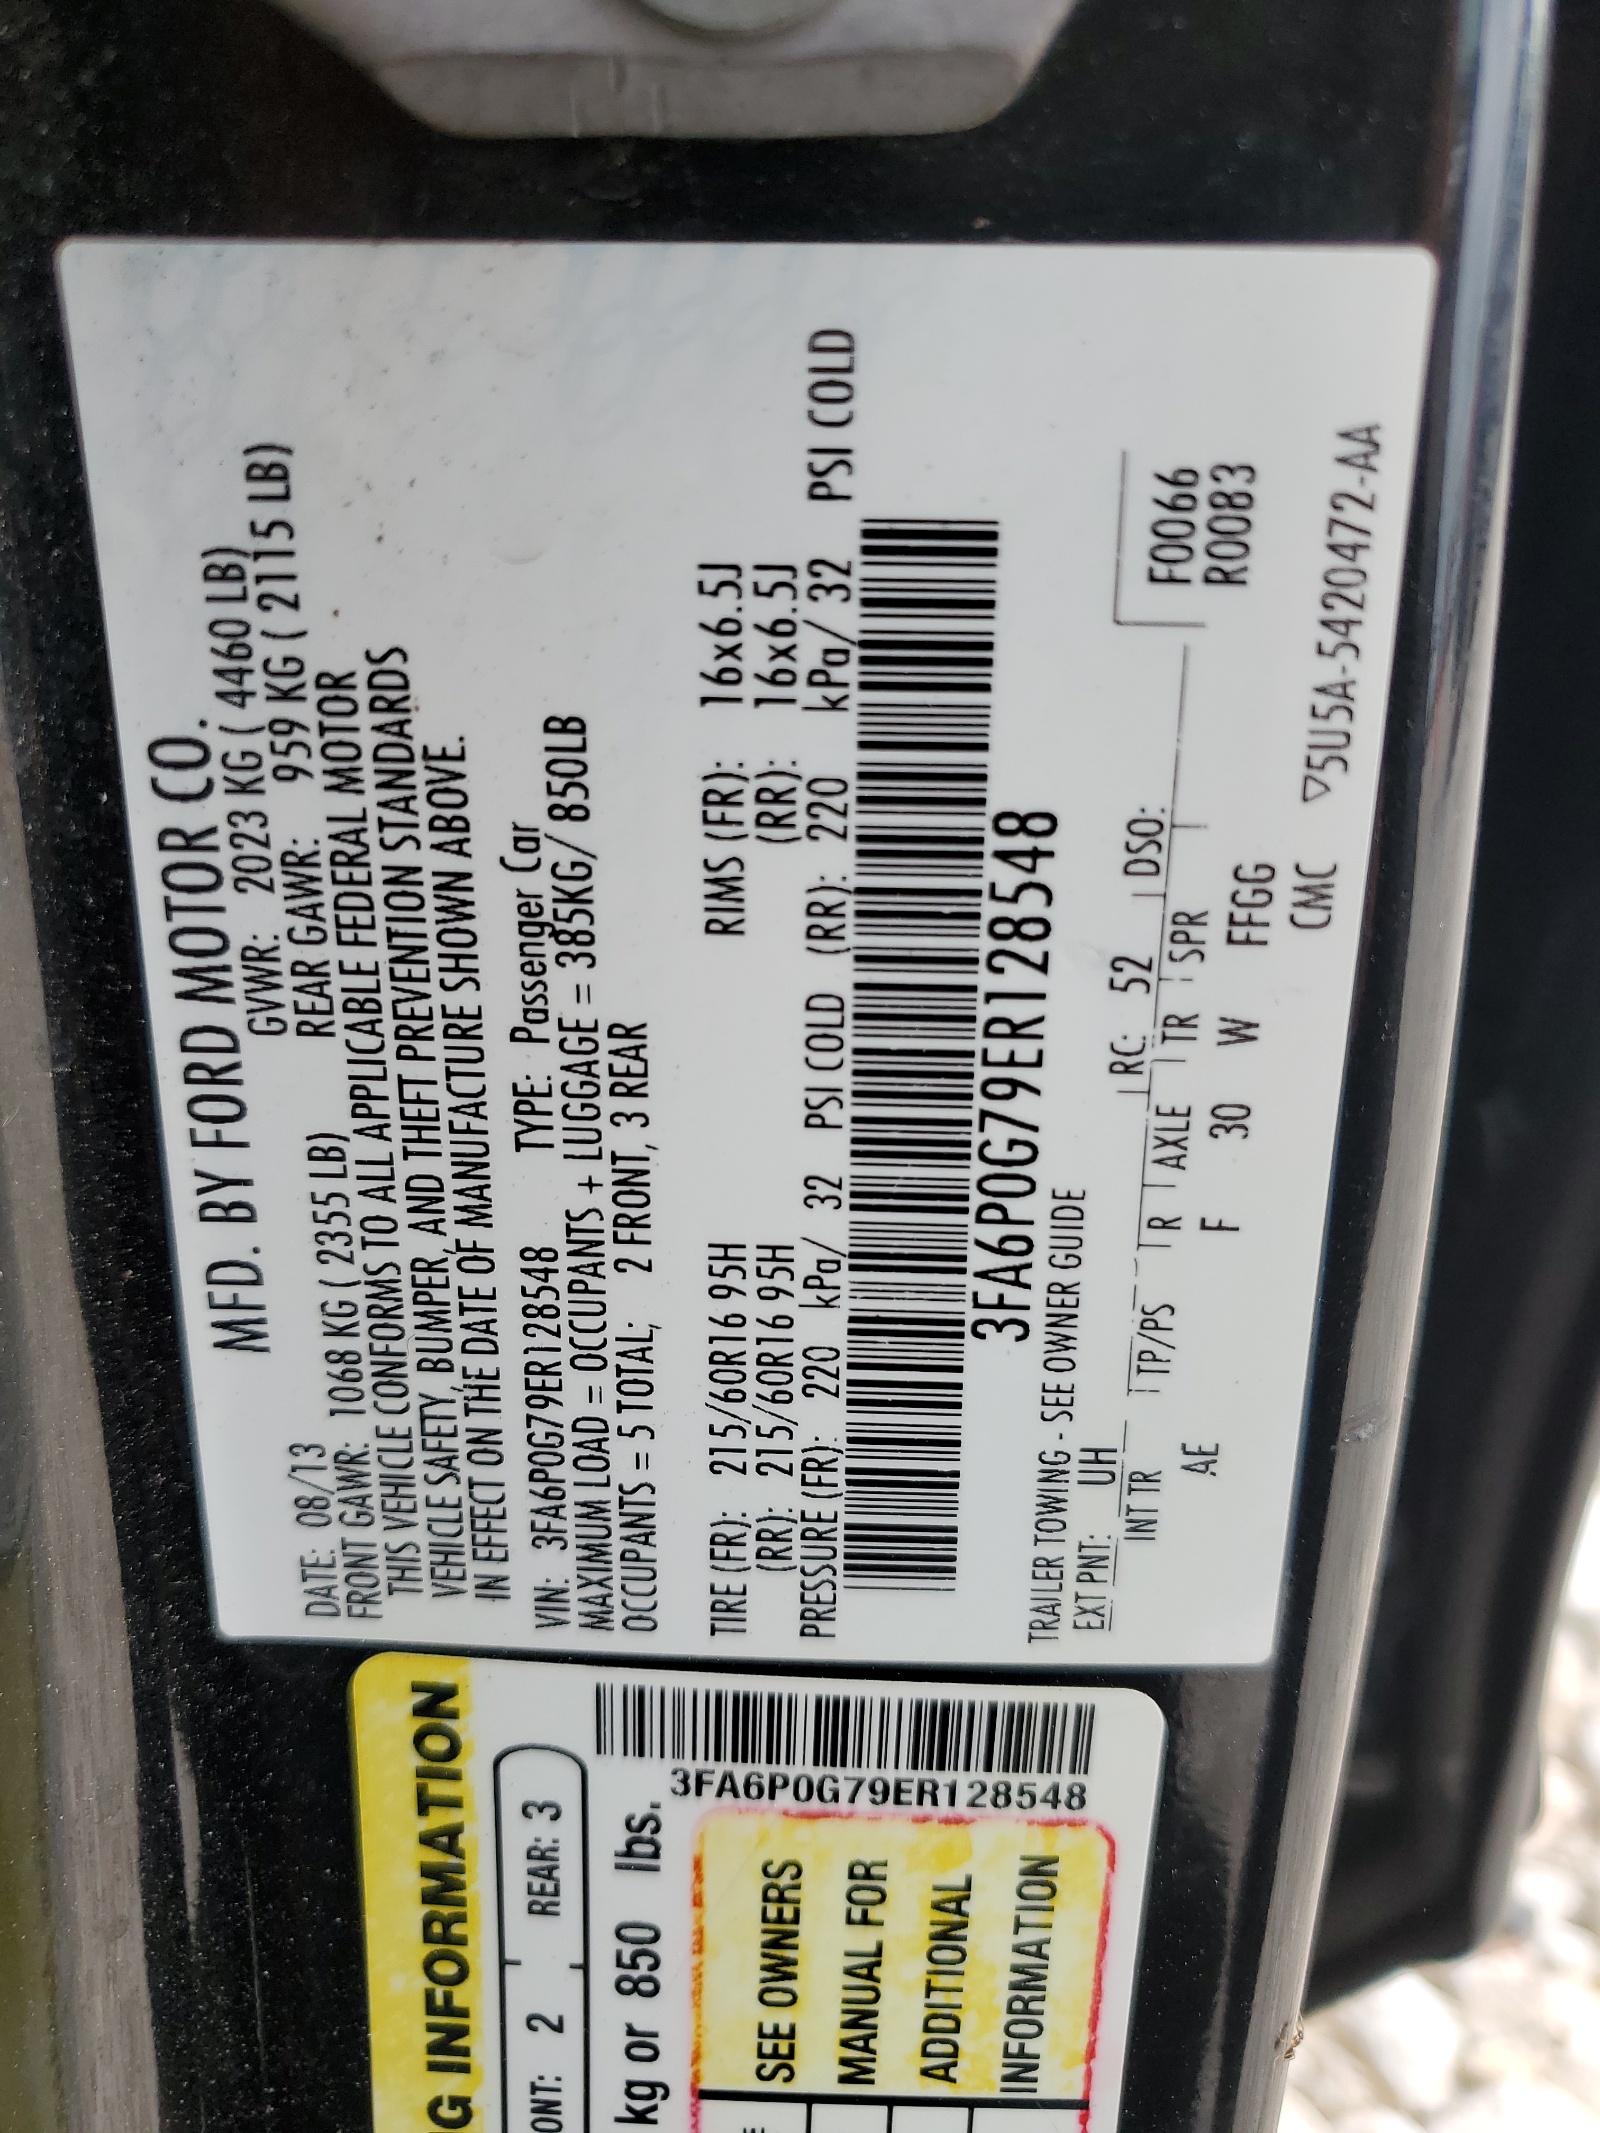 MFD. BY FORD MOTOR CO.
DATE: 08/13 GVWR: 2023 KG ( 4460 LB)
FRONT GAWR: 1068 KG ( 2355 LB) REAR GAWR: 959 KG ( 2115 LB)
THIS VEHICLE CONFORMS TO ALL APPLICABLE FEDERAL MOTOR
VEHICLE SAFETY, BUMPER, AND THEFT PREVENTION STANDARDS
IN EFFECT ON THE DATE OF MANUFACTURE SHOWN ABOVE.
VIN: 3FA6P0G79ER128548 TYPE: Passenger Car
MAXIMUM LOAD = OCCUPANTS + LUGGAGE = 385KG/ 850LB
OCCUPANTS = 5 TOTAL; 2 FRONT, 3 REAR
TIRE (FR): 215/60R16 95H RIMS (FR): 16x6.5J
(RR): 215/60R16 95H (RR): 16x6.5J
PRESSURE (FR): 220 kPa/ 32 PSI COLD (RR): 220 kPa/ 32 PSI COLD
3FA6P0G79ER128548
TRAILER TOWING - SEE OWNER GUIDE
EXT PNT: UH RC: 52 DSO:
INT TR TP/PS R AXLE TR SPR
AE F 30 W FFGG
F0066
R0083
CMC ▽5U5A-5420472-AA
G INFORMATION
ONT: 2 REAR: 3
kg or 850 lbs.
3FA6P0G79ER128548
SEE OWNERS
MANUAL FOR
ADDITIONAL
INFORMATION